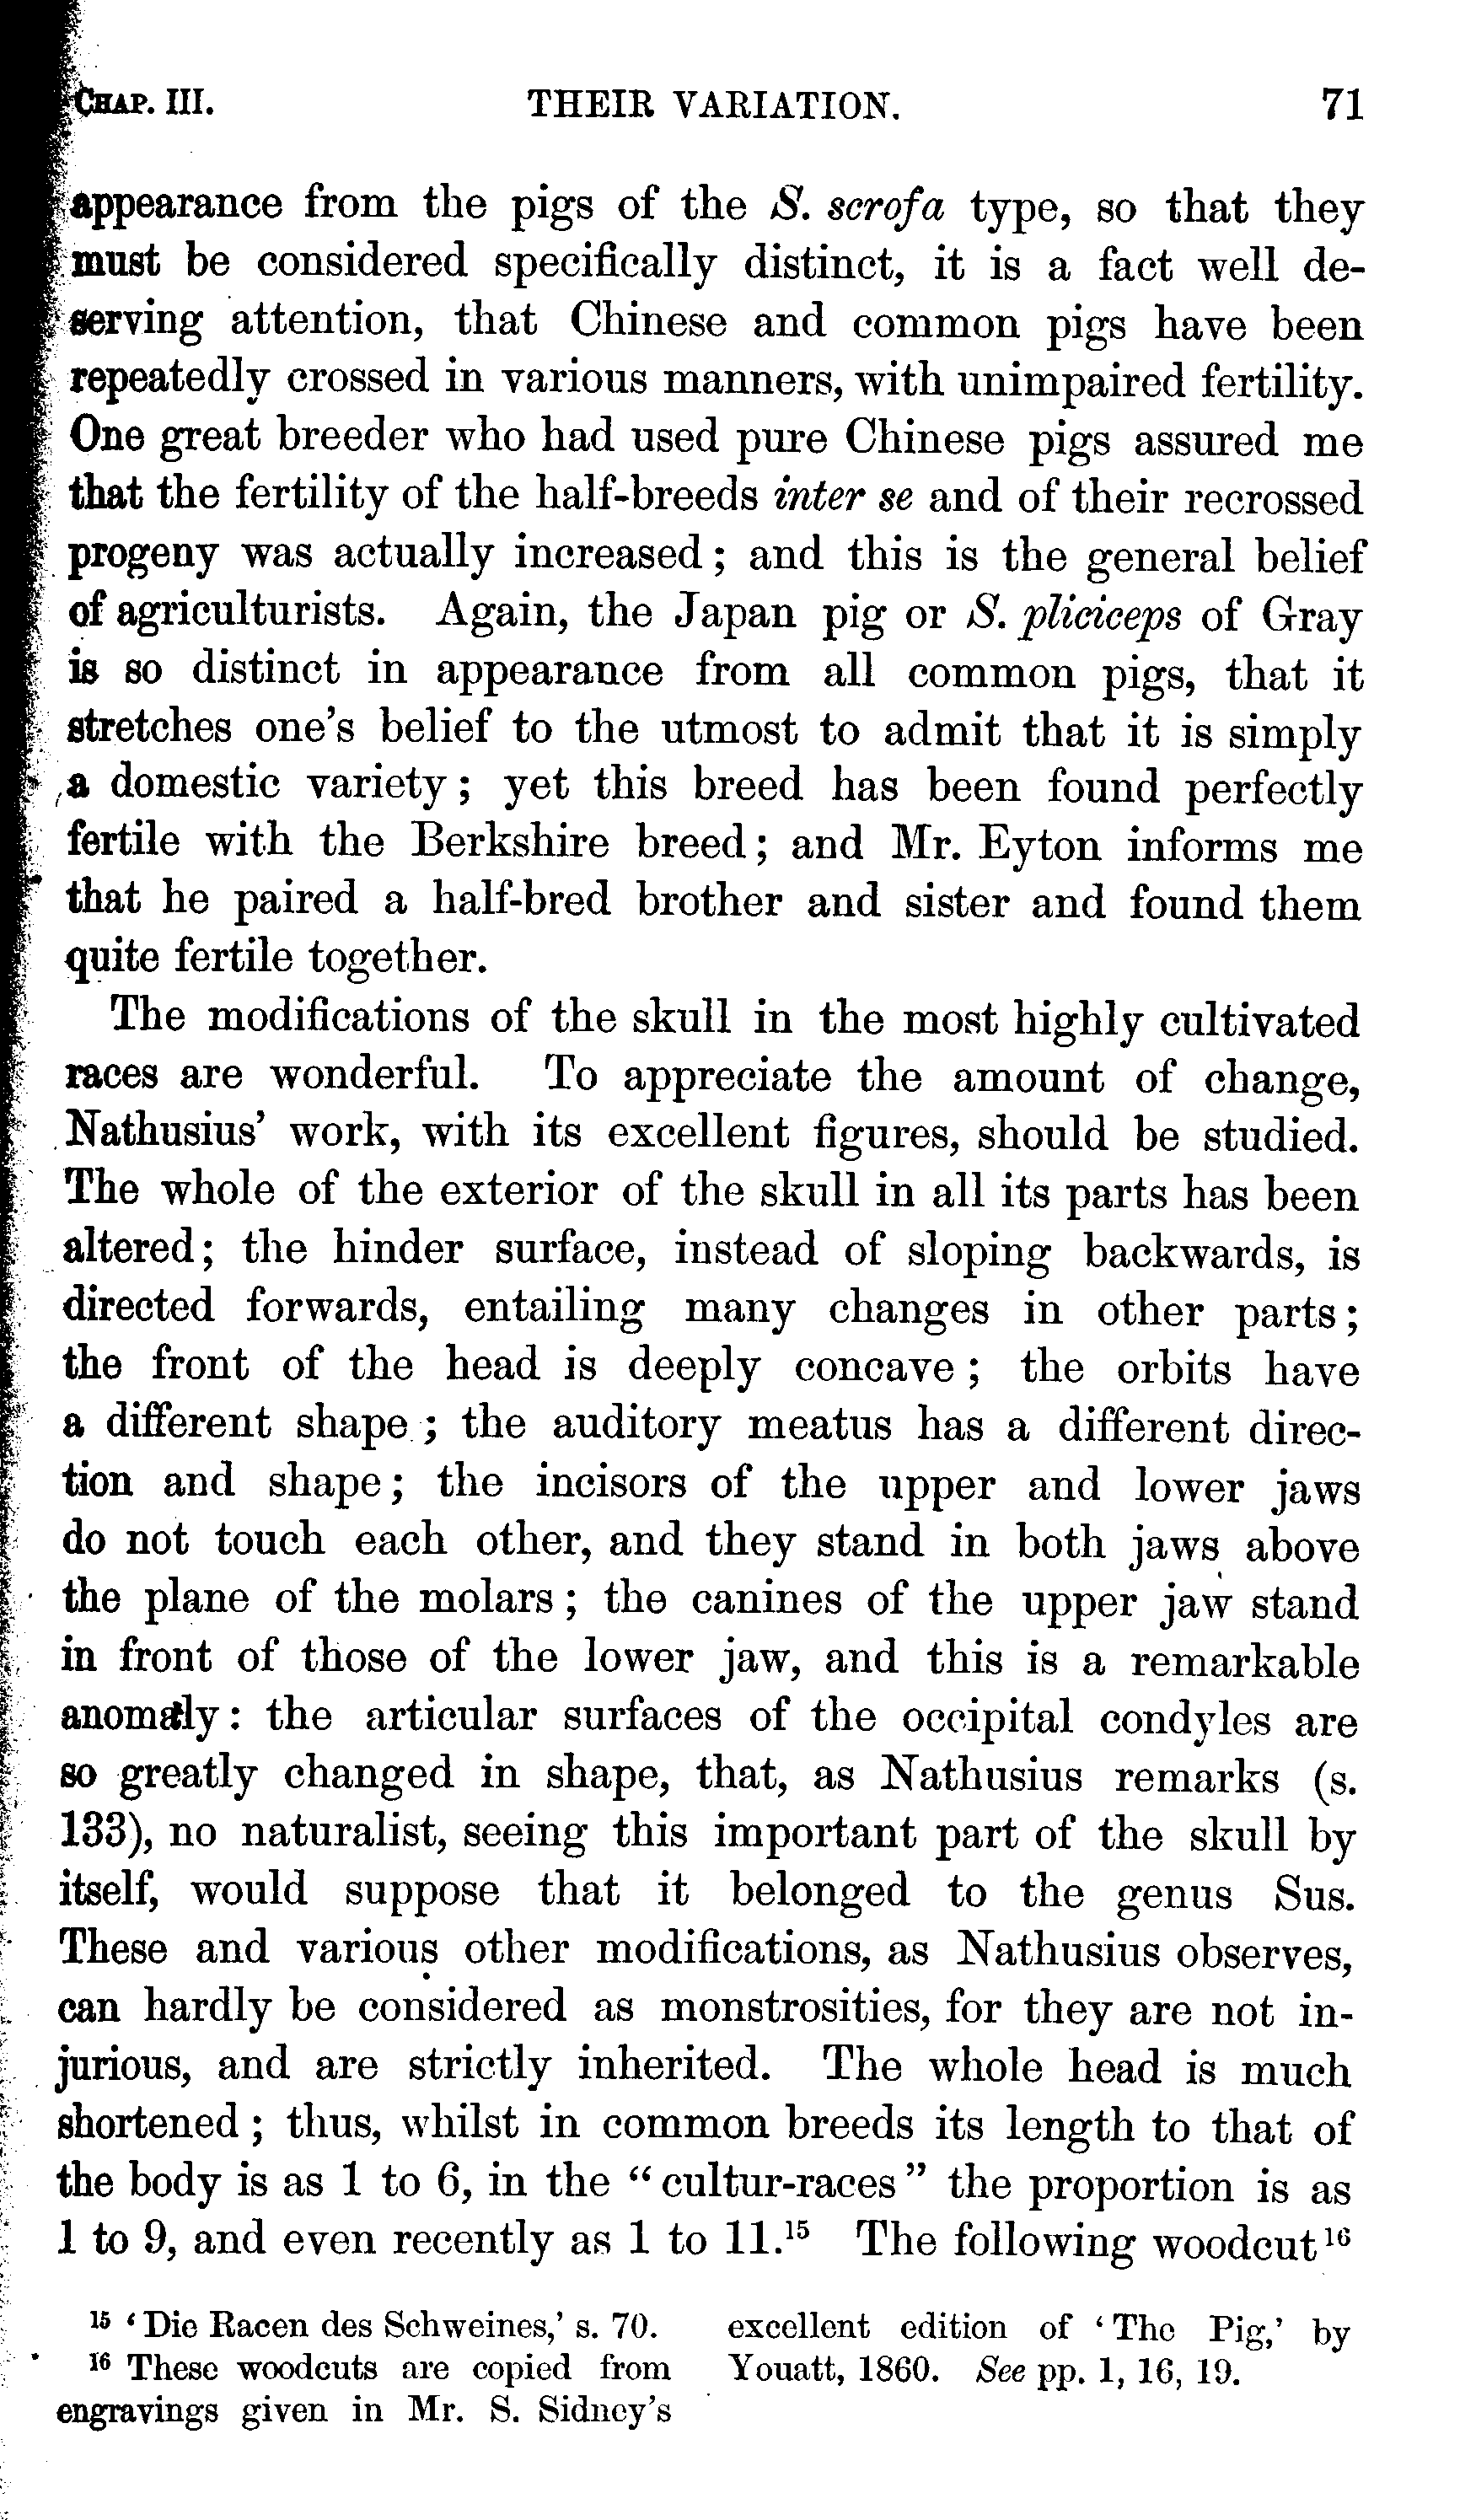 CHAP. III. THEIR VARIATION. 71
appearance from the pigs of the S. scrofa type, so that they
must be considered specifically distinct, it is a fact well de-
serving attention, that Chinese and common pigs have been
repeatedly crossed in various manners, with unimpaired fertility.
One great breeder who had used pure Chinese pigs assured me
that the fertility of the half-breeds inter se and of their recrossed
progeny was actually increased; and this is the general belief
of agriculturists. Again, the Japan pig or S. pliciceps of Gray
is so distinct in appearance from all common pigs, that it
stretches one's belief to the utmost to admit that it is simply
a domestic variety; yet this breed has been found perfectly
fertile with the Berkshire breed; and Mr. Eyton informs me
that he paired a half-bred brother and sister and found them
quite fertile together.
The modifications of the skull in the most highly cultivated
races are wonderful. To appreciate the amount of change,
Nathusius' work, with its excellent figures, should be studied.
The whole of the exterior of the skull in all its parts has been
altered; the hinder surface, instead of sloping backwards, is
directed forwards, entailing many changes in other parts;
the front of the head is deeply concave; the orbits have
a different shape; the auditory meatus has a different direc-
tion and shape; the incisors of the upper and lower jaws
do not touch each other, and they stand in both jaws above
the plane of the molars; the canines of the upper jaw stand
in front of those of the lower jaw, and this is a remarkable
anomaly: the articular surfaces of the occipital condyles are
so greatly changed in shape, that, as Nathusius remarks (s.
133), no naturalist, seeing this important part of the skull by
itself, would suppose that it belonged to the genus Sus.
These and various other modifications, as Nathusius observes,
can hardly be considered as monstrosities, for they are not in-
jurious, and are strictly inherited. The whole head is much
shortened; thus, whilst in common breeds its length to that of
the body is as 1 to 6, in the "cultur-races" the proportion is as
1 to 9, and even recently as 1 to 11.15 The following woodcut16
15 'Die Racen des Schweines,' s. 70.
16 These woodcuts are copied from
engravings given in Mr. S. Sidney's
excellent edition of 'The Pig,' by
Youatt, 1860. See pp. 1, 16, 19.